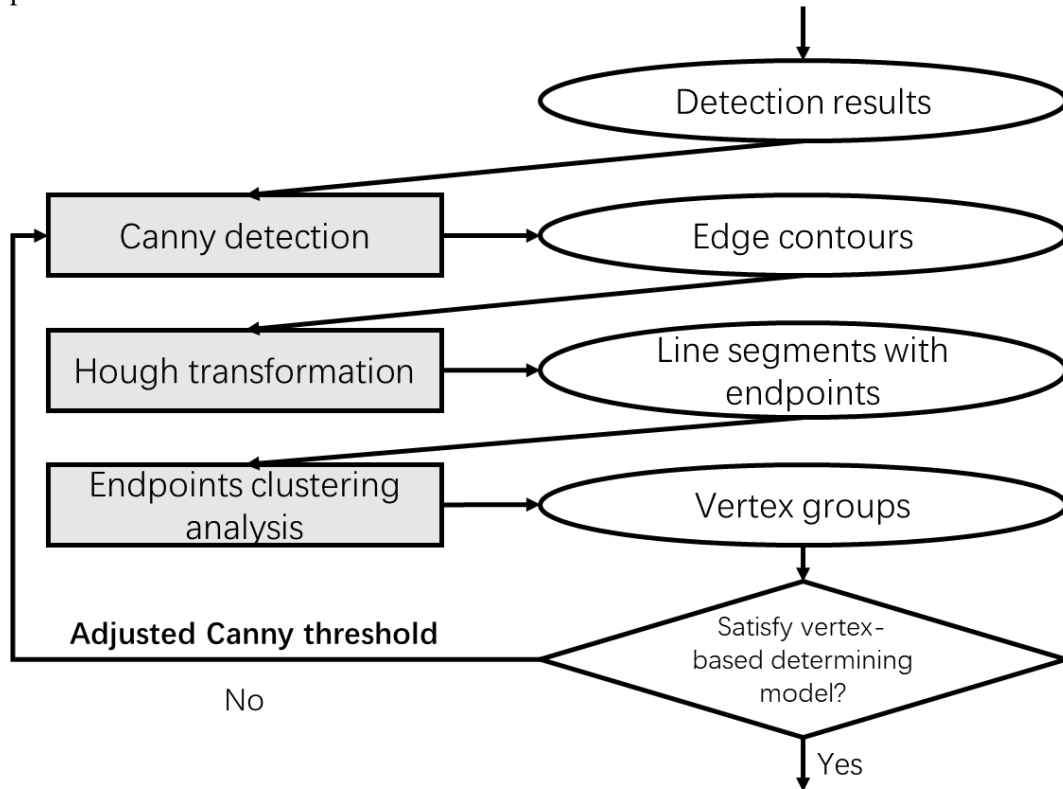 Detection results
Canny detection
Edge contours
Hough transformation
Line segments with
endpoints
Endpoints clustering
analysis
Vertex groups
Adjusted Canny threshold
No
Satisfy vertex-
based determining
model?
Yes